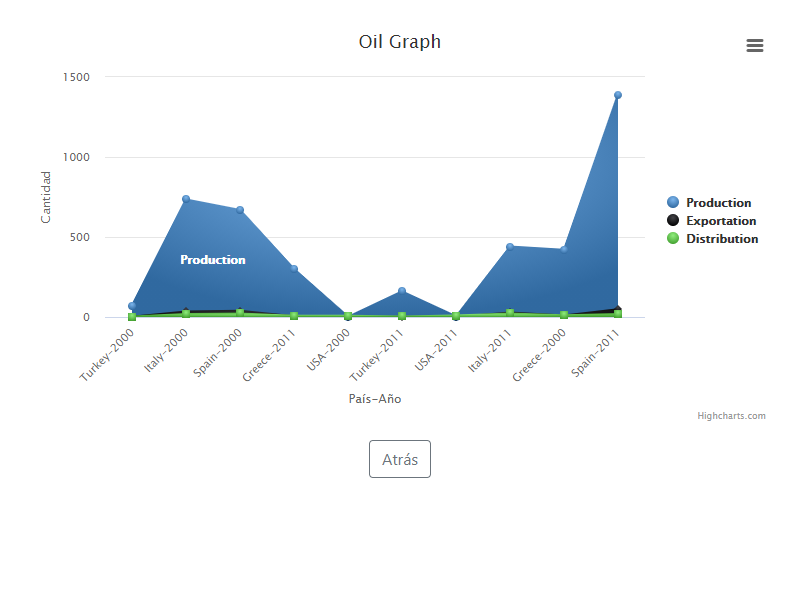 Oil Graph
1500
1000
500
0
Cantidad
Production
Production
Exportation
Distribution
Turkey-2000
Italy-2000
Spain-2000
Greece-2011
USA-2000
Turkey-2011
USA-2011
Italy-2011
Greece-2000
Spain-2011
País-Año
Highcharts.com
Atrás